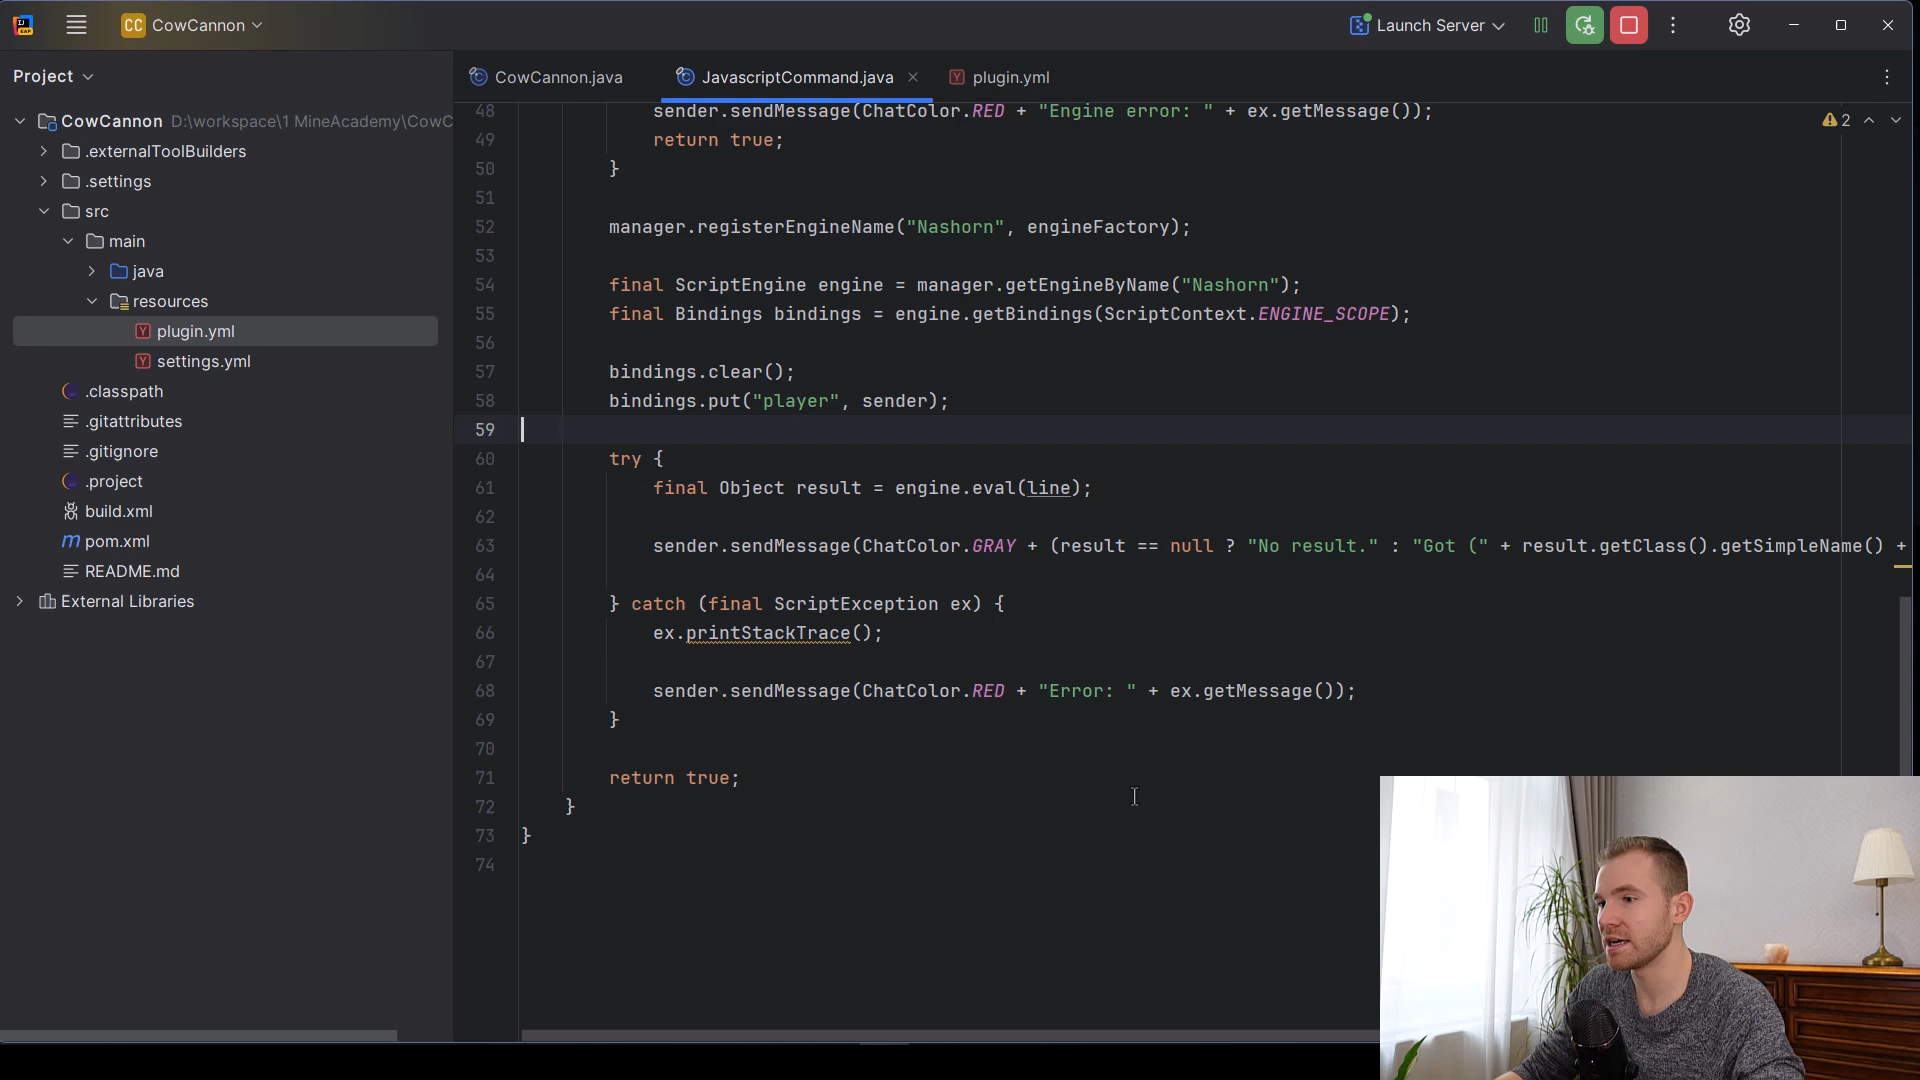 CC CowCannon
Launch Server
Project
CowCannon.java
JavascriptCommand.java
plugin.yml
CowCannon D:\workspace\1 MineAcademy\CowC
.externalToolBuilders
.settings
src
main
java
resources
plugin.yml
settings.yml
.classpath
.gitattributes
.gitignore
.project
build.xml
pom.xml
README.md
External Libraries
2
48 sender.sendMessage(ChatColor.RED + "Engine error: " + ex.getMessage());
49 return true;
50 }
51
52 manager.registerEngineName("Nashorn", engineFactory);
53
54 final ScriptEngine engine = manager.getEngineByName("Nashorn");
55 final Bindings bindings = engine.getBindings(ScriptContext.ENGINE_SCOPE);
56
57 bindings.clear();
58 bindings.put("player", sender);
59
60 try {
61 final Object result = engine.eval(line);
62
63 sender.sendMessage(ChatColor.GRAY + (result == null ? "No result." : "Got (" + result.getClass().getSimpleName() +
64
65 } catch (final ScriptException ex) {
66 ex.printStackTrace();
67
68 sender.sendMessage(ChatColor.RED + "Error: " + ex.getMessage());
69 }
70
71 return true;
72 }
73 }
74